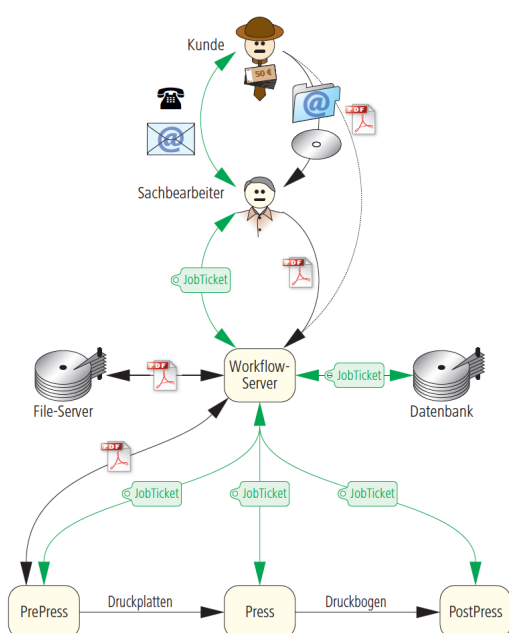 Kunde
50 €
@
@
PDF
Sachbearbeiter
PDF
JobTicket
Workflow-
Server
PDF
JobTicket
File-Server
Datenbank
PDF
JobTicket
JobTicket
JobTicket
PrePress
Druckplatten
Press
Druckbogen
PostPress